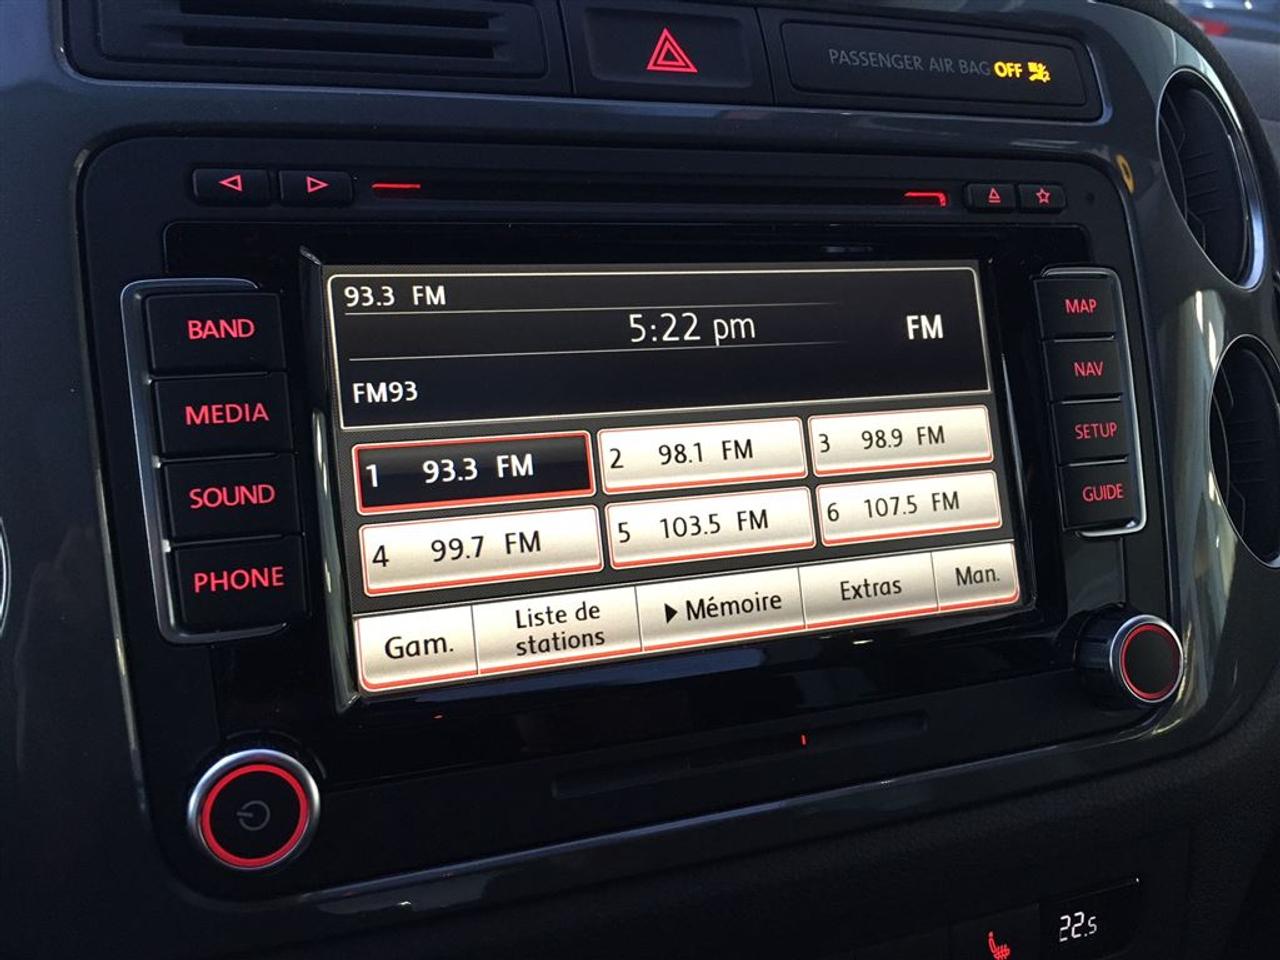 PASSENGER AIR BAG OFF
BAND
MEDIA
SOUND
PHONE
93.3 FM
5:22 pm
FM
FM93
1 93.3 FM
2 98.1 FM
3 98.9 FM
4 99.7 FM
5 103.5 FM
6 107.5 FM
Gam.
Liste de
stations
Mémoire
Extras
Man.
MAP
NAV
SETUP
GUIDE
22.5